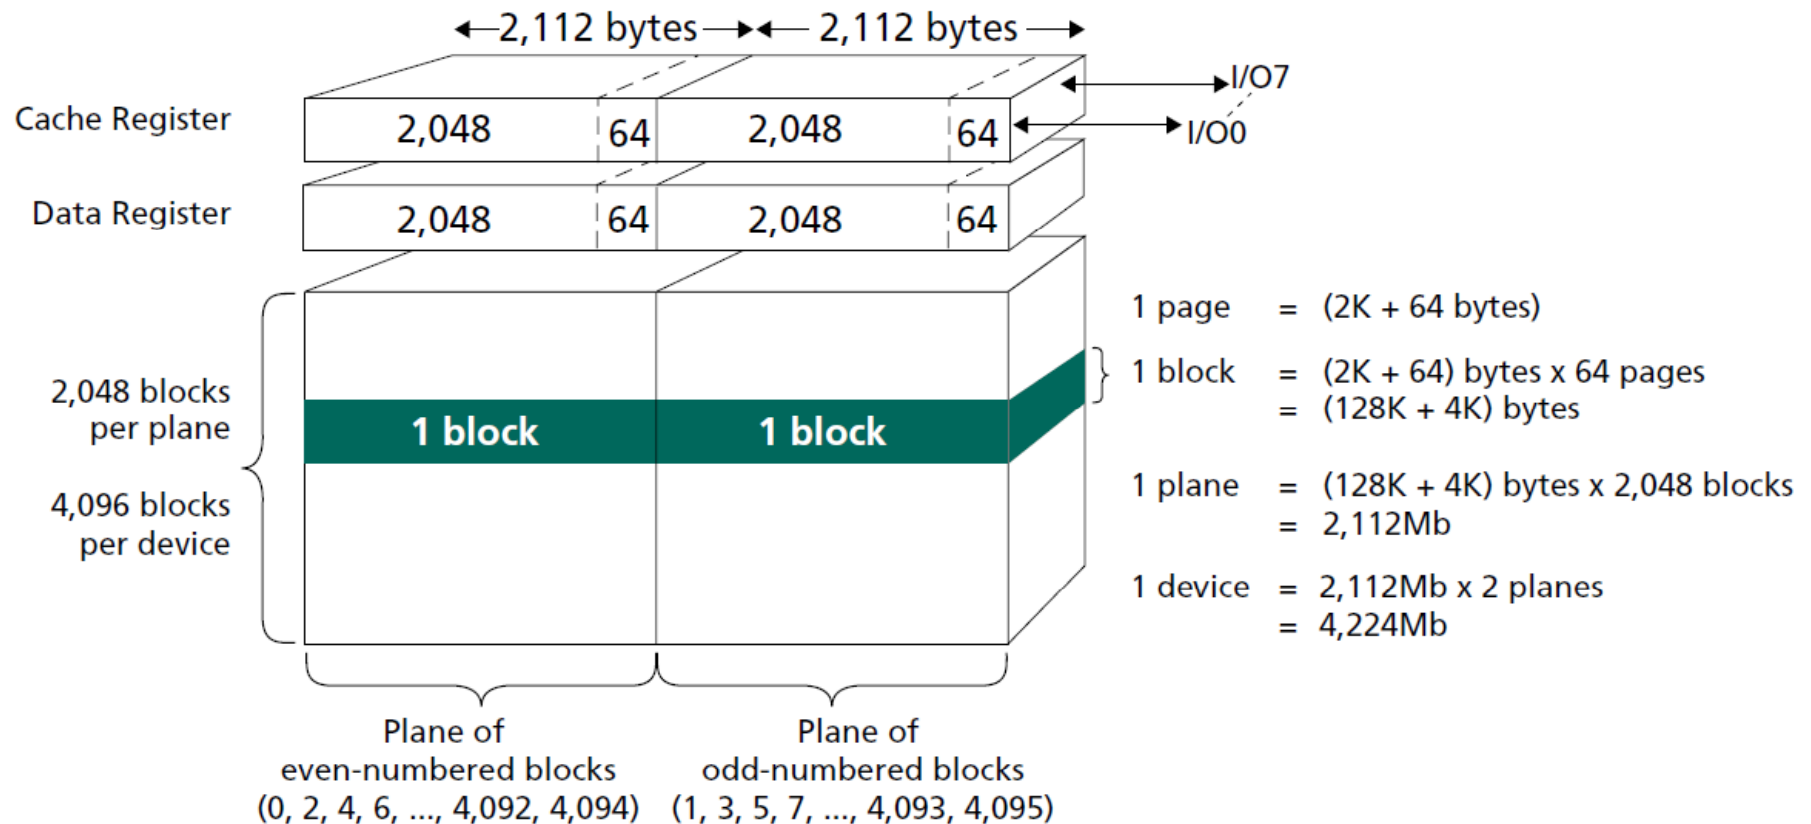 2,112 bytes 2,112 bytes
I/O7
Cache Register 2,048 64 2,048 64 I/O0
Data Register 2,048 64 2,048 64
1 page = (2K + 64 bytes)
1 block = (2K + 64) bytes x 64 pages
= (128K + 4K) bytes
2,048 blocks
per plane
1 block 1 block
1 plane = (128K + 4K) bytes x 2,048 blocks
= 2,112Mb
4,096 blocks
per device
1 device = 2,112Mb x 2 planes
= 4,224Mb
Plane of
even-numbered blocks
(0, 2, 4, 6, ..., 4,092, 4,094)
Plane of
odd-numbered blocks
(1, 3, 5, 7, ..., 4,093, 4,095)